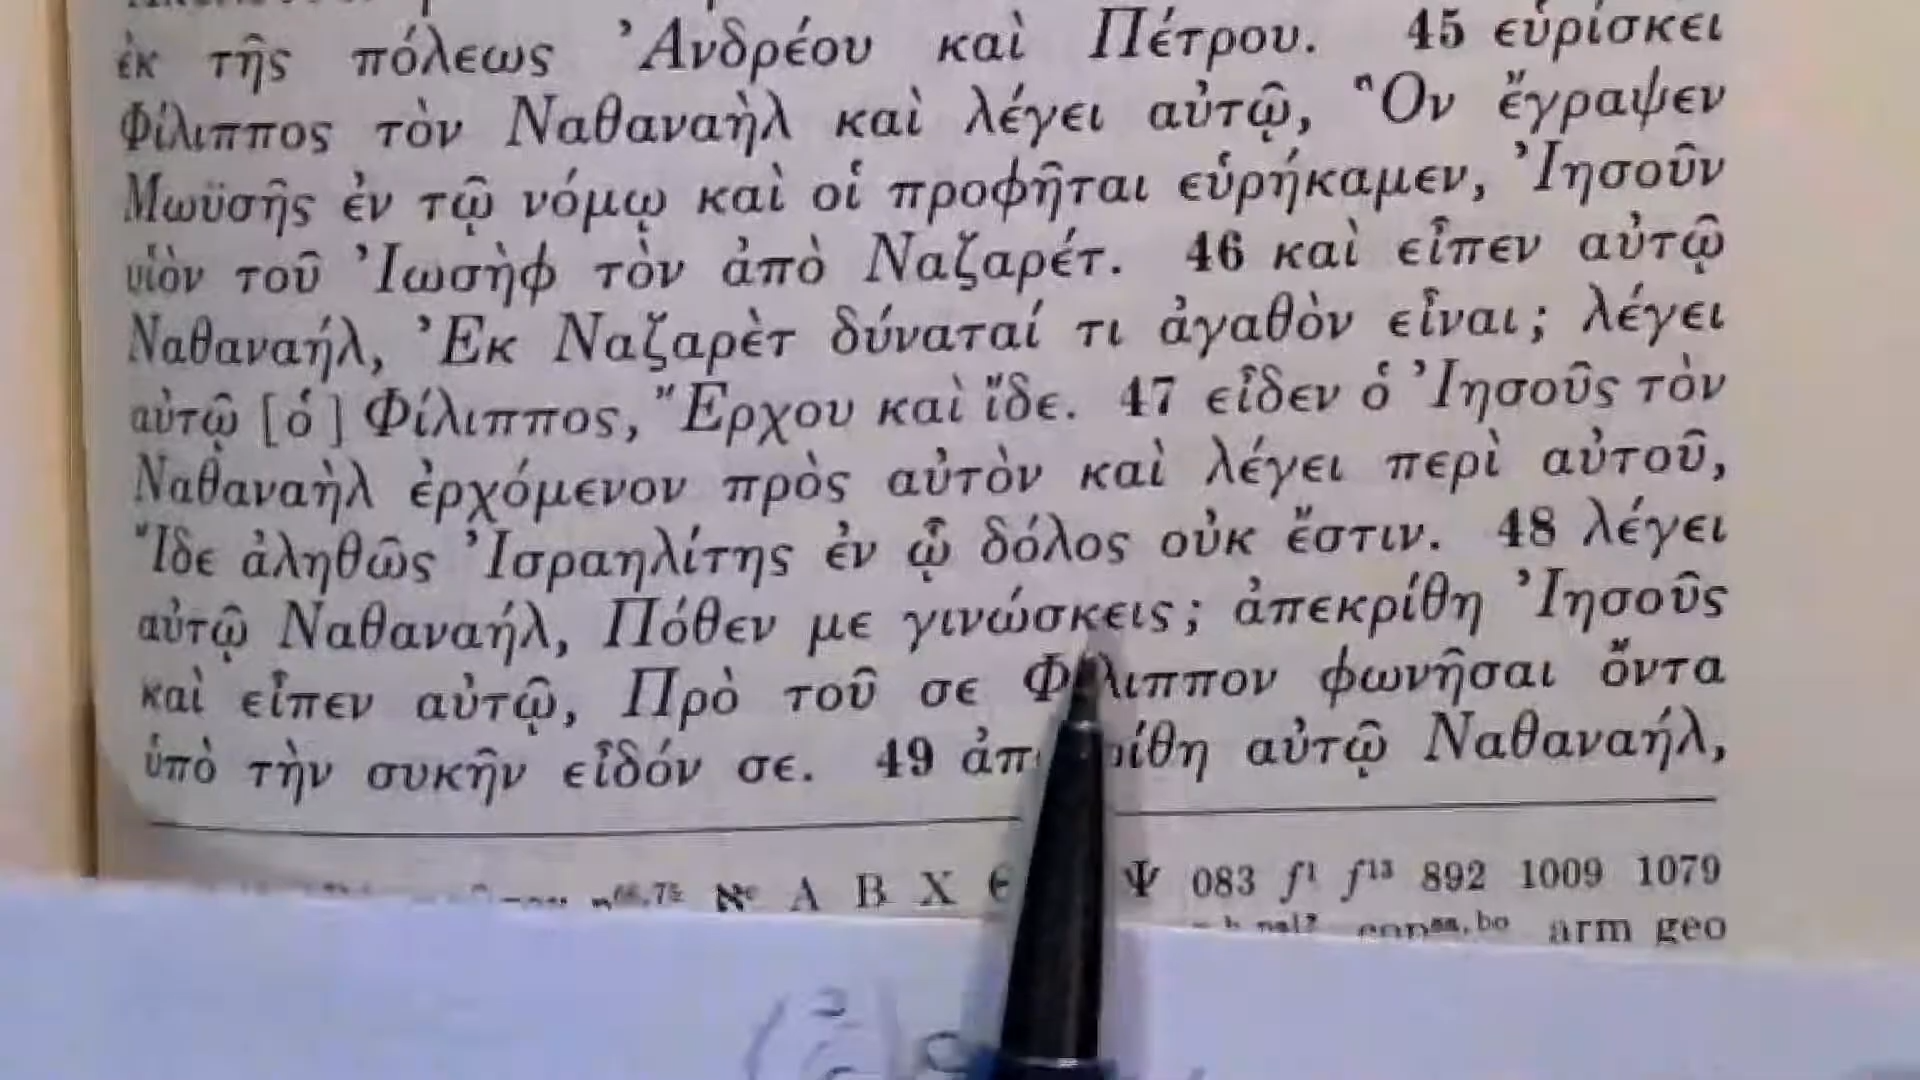 ἐκ τῆς πόλεως Ἀνδρέου καὶ Πέτρου. 45 εὑρίσκει
Φίλιππος τὸν Ναθαναὴλ καὶ λέγει αὐτῷ, Ὃν ἔγραψεν
Μωϋσῆς ἐν τῷ νόμῳ καὶ οἱ προφῆται εὑρήκαμεν, Ἰησοῦν
υἱὸν τοῦ Ἰωσὴφ τὸν ἀπὸ Ναζαρέτ. 46 καὶ εἶπεν αὐτῷ
Ναθαναήλ, Ἐκ Ναζαρὲτ δύναταί τι ἀγαθὸν εἶναι; λέγει
αὐτῷ [ὁ] Φίλιππος, Ἔρχου καὶ ἴδε. 47 εἶδεν ὁ Ἰησοῦς τὸν
Ναθαναὴλ ἐρχόμενον πρὸς αὐτὸν καὶ λέγει περὶ αὐτοῦ,
Ἴδε ἀληθῶς Ἰσραηλίτης ἐν ᾧ δόλος οὐκ ἔστιν. 48 λέγει
αὐτῷ Ναθαναήλ, Πόθεν με γινώσκεις; ἀπεκρίθη Ἰησοῦς
καὶ εἶπεν αὐτῷ, Πρὸ τοῦ σε Φίλιππον φωνῆσαι ὄντα
ὑπὸ τὴν συκῆν εἶδόν σε. 49 ἀπεκρίθη αὐτῷ Ναθαναήλ,
אᶜ A B X Ψ 083 f¹ f¹³ 892 1009 1079
arm geo